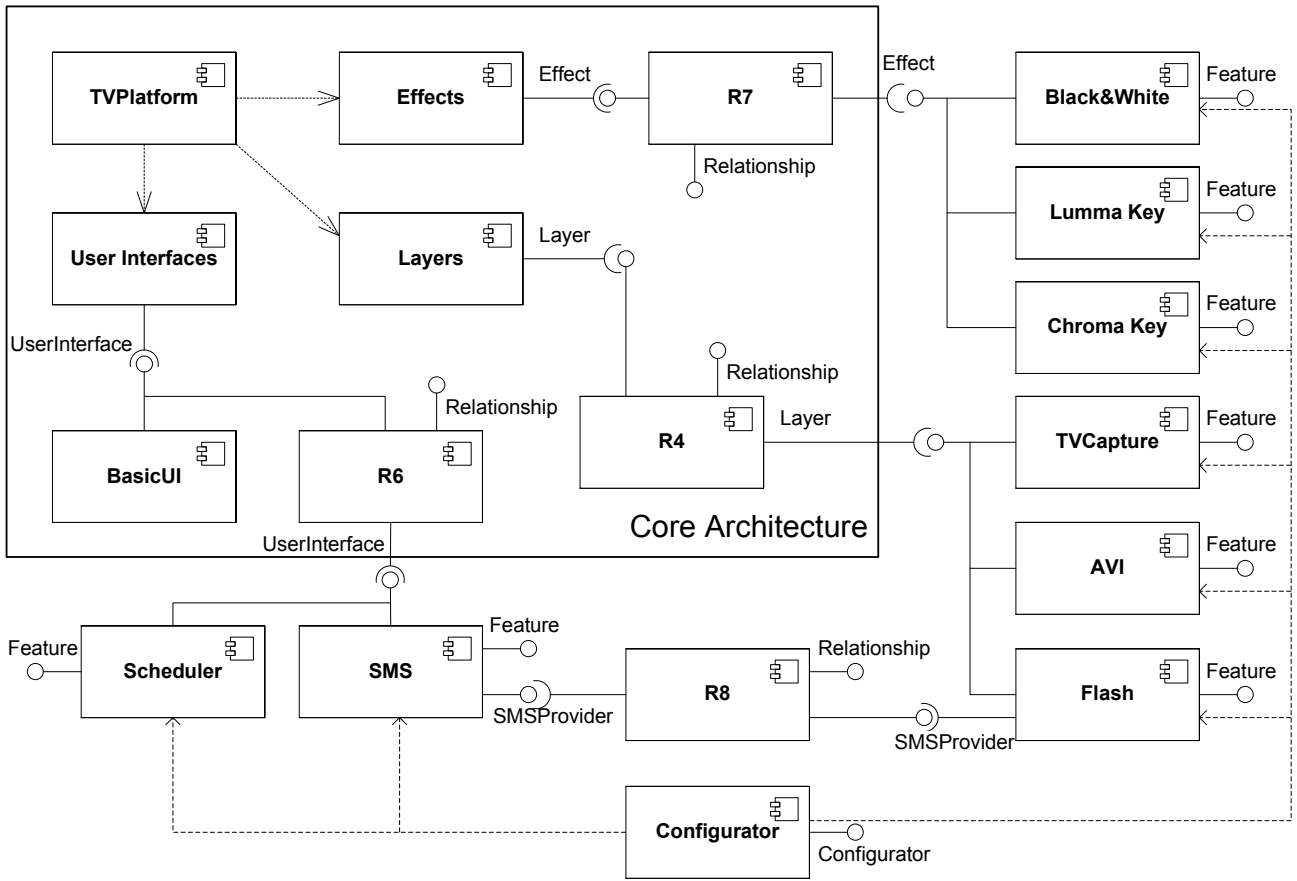 TVPlatform
Effects
Effect
R7
Effect
Black&White
Feature
Relationship
Lumma Key
Feature
User Interfaces
Layers
Layer
Chroma Key
Feature
UserInterface
Relationship
Relationship
BasicUI
R6
R4
Layer
TVCapture
Feature
Core Architecture
UserInterface
AVI
Feature
Feature
Scheduler
SMS
Feature
SMSProvider
R8
Relationship
SMSProvider
Flash
Feature
Configurator
Configurator